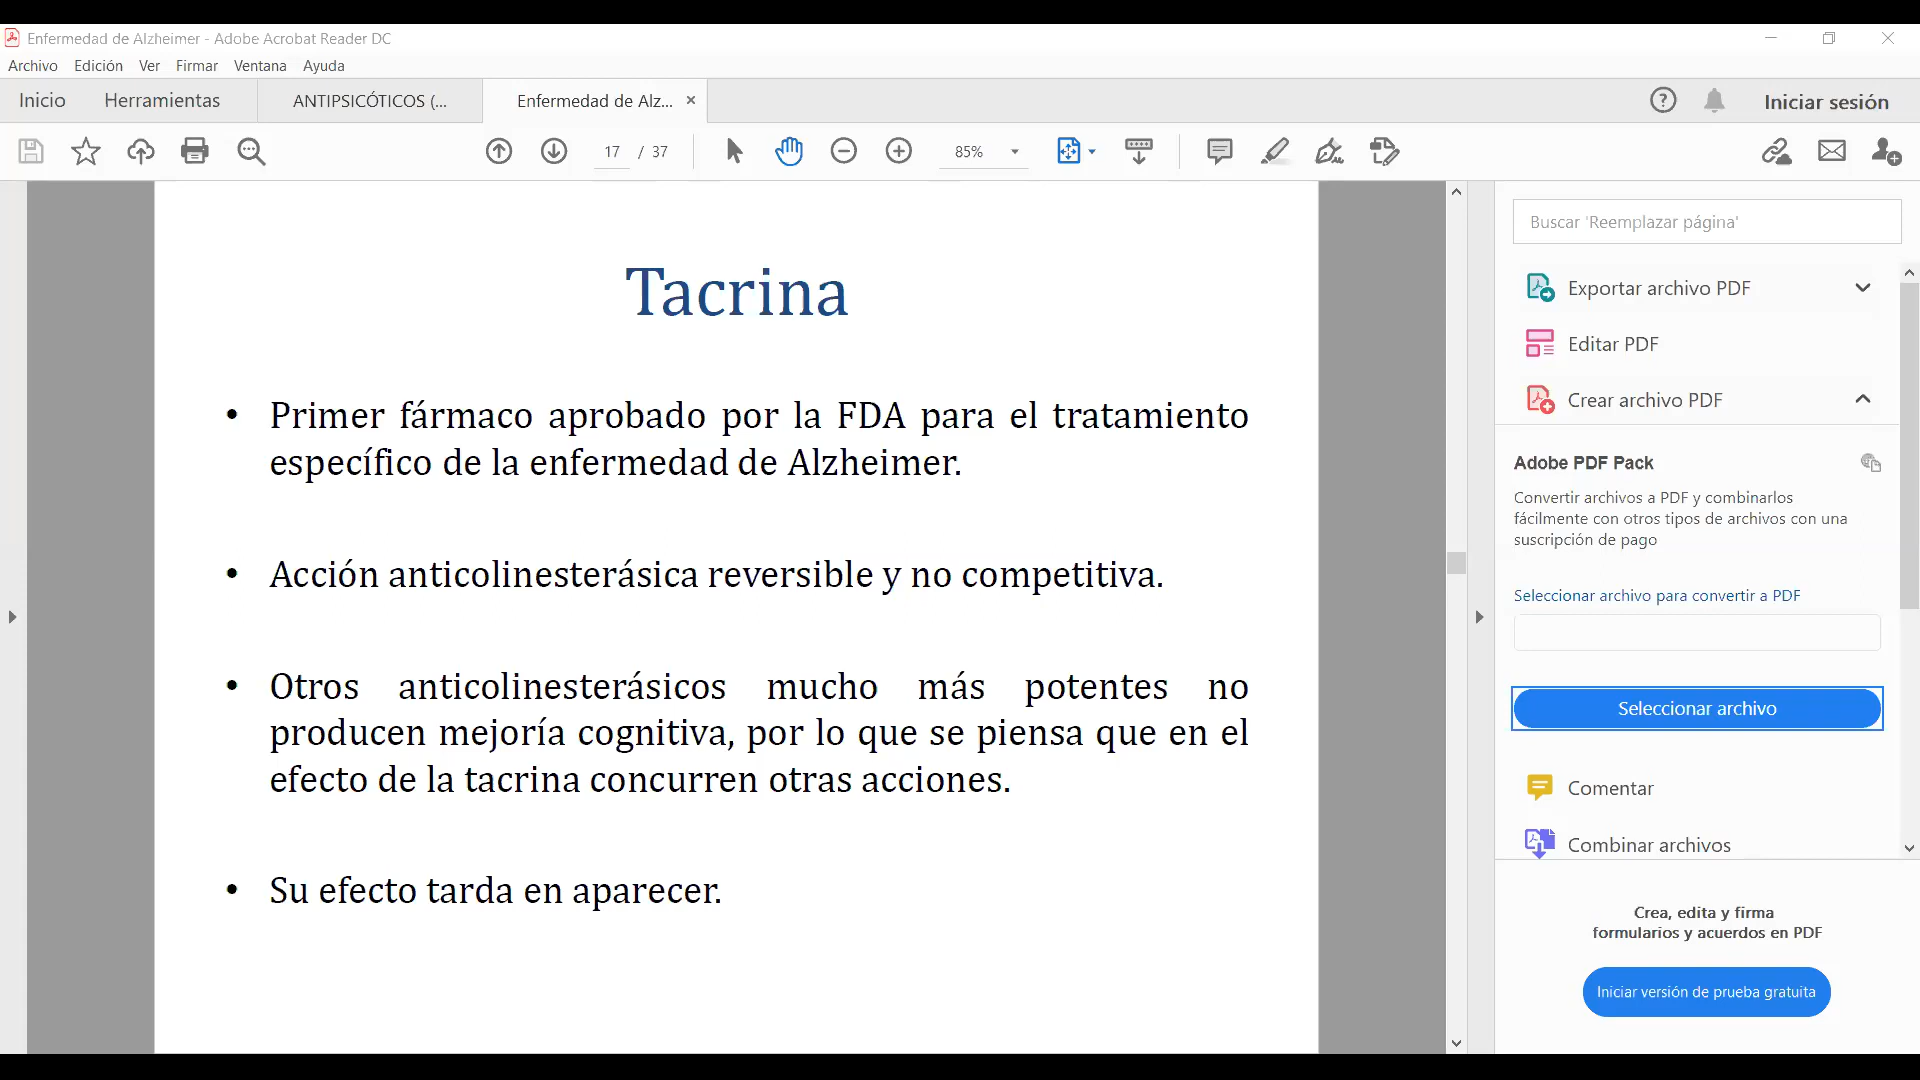 Enfermedad de Alzheimer - Adobe Acrobat Reader DC
Archivo Edición Ver Firmar Ventana Ayuda
Inicio Herramientas ANTIPSICÓTICOS (... Enfermedad de Alz... Iniciar sesión
17 / 37 85%
Tacrina
• Primer fármaco aprobado por la FDA para el tratamiento
específico de la enfermedad de Alzheimer.
• Acción anticolinesterásica reversible y no competitiva.
• Otros anticolinesterásicos mucho más potentes no
producen mejoría cognitiva, por lo que se piensa que en el
efecto de la tacrina concurren otras acciones.
• Su efecto tarda en aparecer.
Buscar 'Reemplazar página'
Exportar archivo PDF
Editar PDF
Crear archivo PDF
Adobe PDF Pack
Convertir archivos a PDF y combinarlos
fácilmente con otros tipos de archivos con una
suscripción de pago
Seleccionar archivo para convertir a PDF
Seleccionar archivo
Comentar
Combinar archivos
Crea, edita y firma
formularios y acuerdos en PDF
Iniciar versión de prueba gratuita